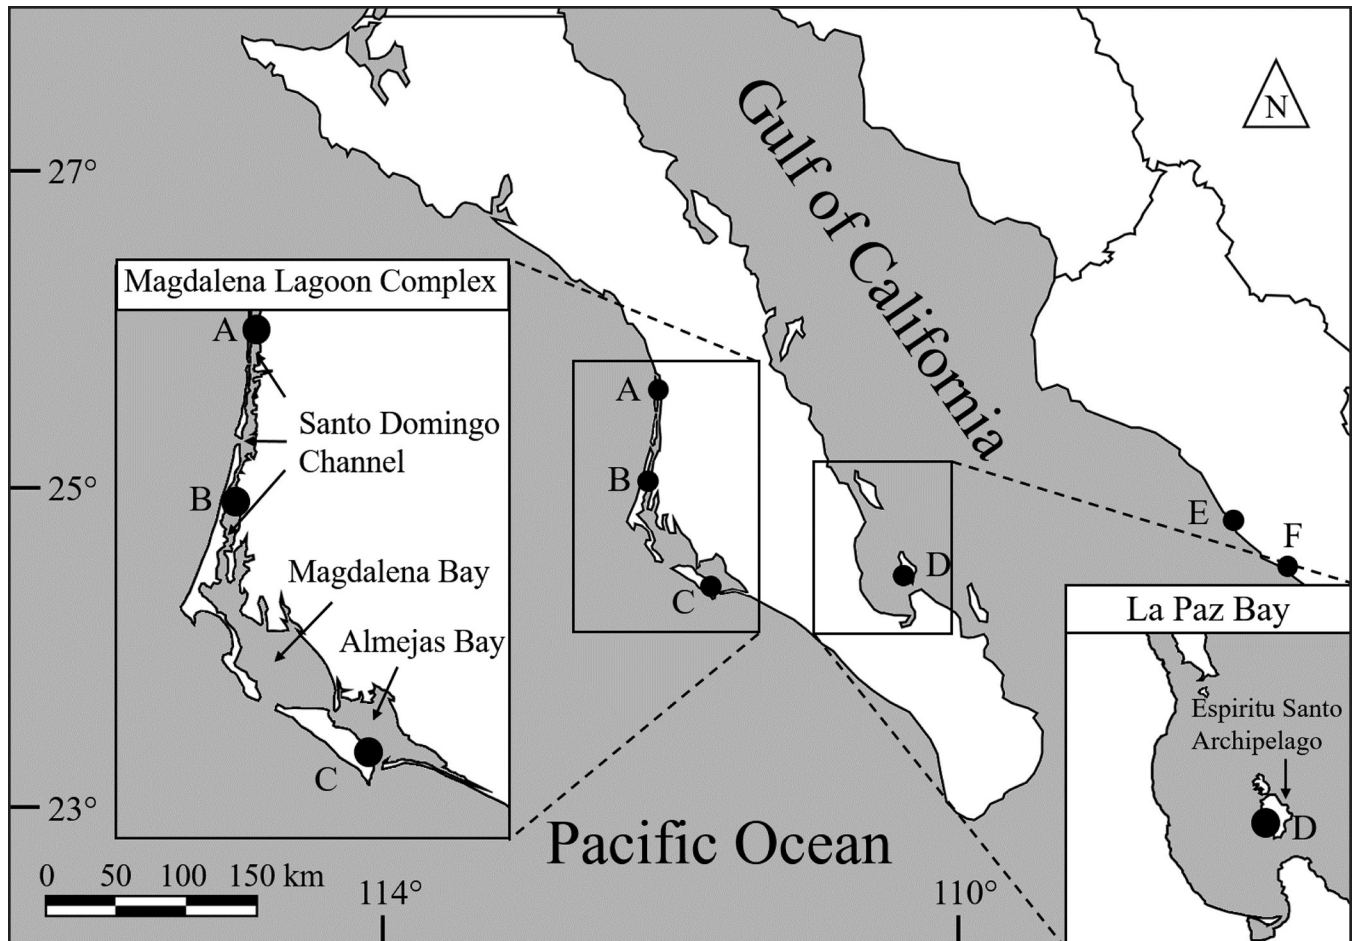 N
Gulf of California
27°
Magdalena Lagoon Complex
A
Santo Domingo
Channel
B
Magdalena Bay
Almejas Bay
C
A
B
C
25°
D
E
F
La Paz Bay
Espiritu Santo
Archipelago
D
23°
Pacific Ocean
0 50 100 150 km
114°
110°